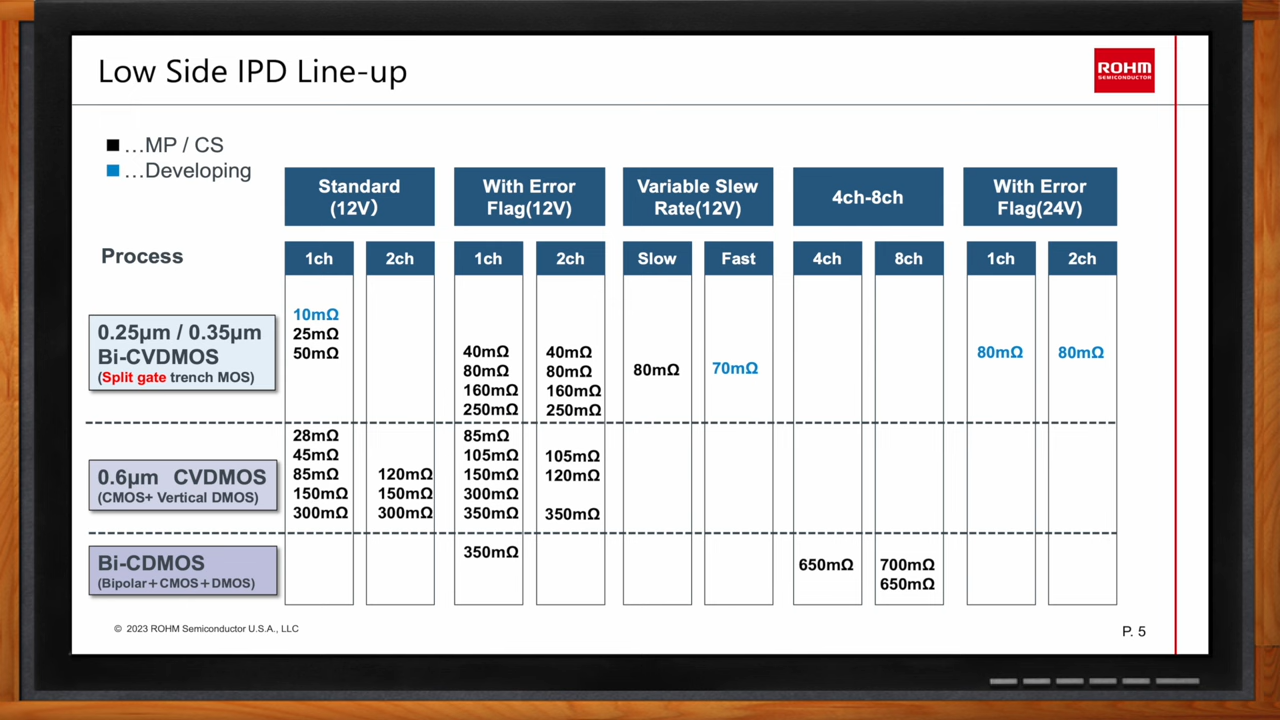 Low Side IPD Line-up
ROHM
SEMICONDUCTOR
■…MP / CS
■…Developing
Standard
(12V）
With Error
Flag(12V)
Variable Slew
Rate(12V)
4ch-8ch
With Error
Flag(24V)
Process
1ch
2ch
1ch
2ch
Slow
Fast
4ch
8ch
1ch
2ch
0.25µm / 0.35µm
Bi-CVDMOS
(Split gate trench MOS)
10mΩ
25mΩ
50mΩ
40mΩ
80mΩ
160mΩ
250mΩ
40mΩ
80mΩ
160mΩ
250mΩ
80mΩ
70mΩ
80mΩ
80mΩ
0.6µm CVDMOS
(CMOS+ Vertical DMOS)
28mΩ
45mΩ
85mΩ
150mΩ
300mΩ
120mΩ
150mΩ
300mΩ
85mΩ
105mΩ
150mΩ
300mΩ
350mΩ
105mΩ
120mΩ
350mΩ
Bi-CDMOS
(Bipolar＋CMOS＋DMOS)
350mΩ
650mΩ
700mΩ
650mΩ
© 2023 ROHM Semiconductor U.S.A., LLC
P. 5